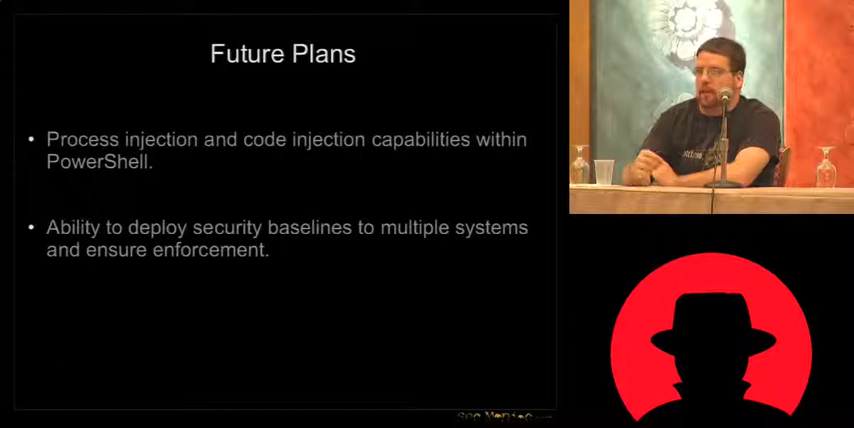 Future Plans
• Process injection and code injection capabilities within
PowerShell.
• Ability to deploy security baselines to multiple systems
and ensure enforcement.